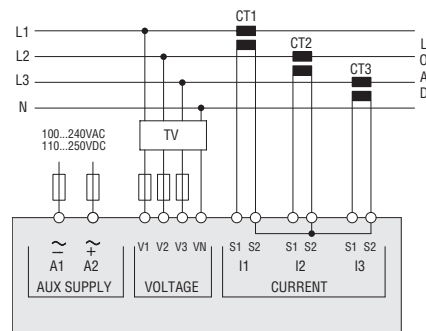 CT1
L1
CT2
L2
CT3
L3
N
LOAD
TV
100...240VAC
110...250VDC
V1 V2 V3 VN
S1 S2 S1 S2 S1 S2
~ ~
− +
A1 A2
I1 I2 I3
AUX SUPPLY VOLTAGE CURRENT